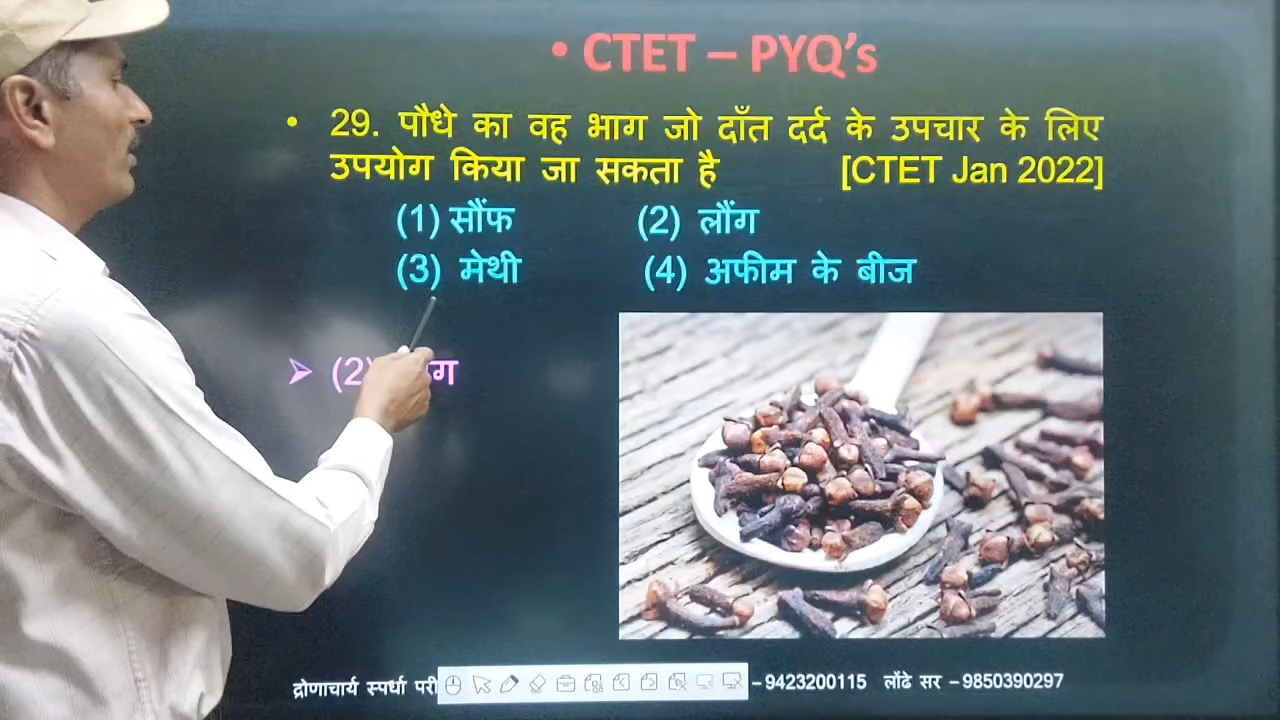 • CTET – PYQ’s
• 29. पौधे का वह भाग जो दाँत दर्द के उपचार के लिए
उपयोग किया जा सकता है [CTET Jan 2022]
(1) सौंफ (2) लौंग
(3) मेथी (4) अफीम के बीज
(2)
द्रोणाचार्य स्पर्धा – 9423200115 लोंढे सर – 9850390297